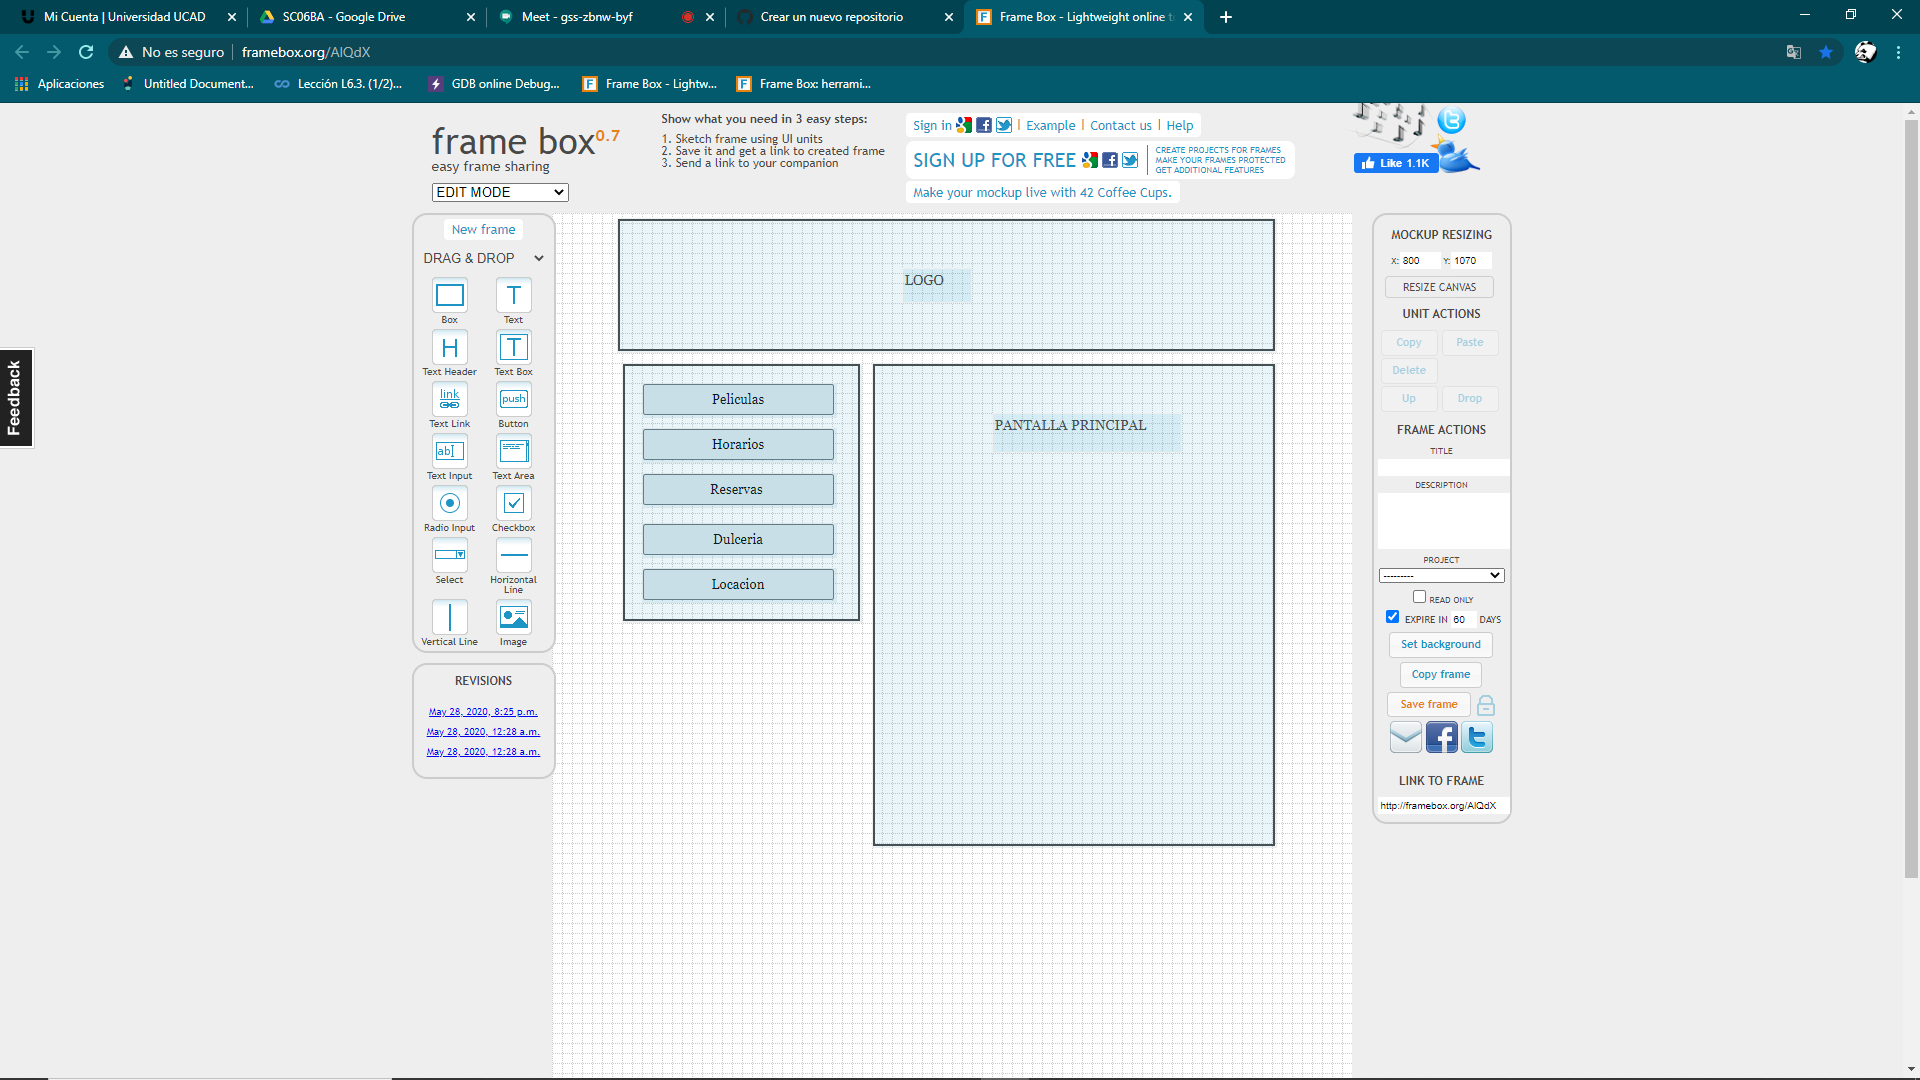 Mi Cuenta | Universidad UCAD
SC06BA - Google Drive
Meet - gss-zbnw-byf
Crear un nuevo repositorio
Frame Box - Lightweight online t
No es seguro
framebox.org/AlQdX
Aplicaciones
Untitled Document...
Lección L6.3. (1/2)...
GDB online Debug...
Frame Box - Lightw...
Frame Box: herrami...
frame box 0.7
easy frame sharing
EDIT MODE
Show what you need in 3 easy steps:
1. Sketch frame using UI units
2. Save it and get a link to created frame
3. Send a link to your companion
Sign in | Example | Contact us | Help
SIGN UP FOR FREE
CREATE PROJECTS FOR FRAMES
MAKE YOUR FRAMES PROTECTED
GET ADDITIONAL FEATURES
Make your mockup live with 42 Coffee Cups.
Like 1.1K
Feedback
New frame
DRAG & DROP
Box
Text
Text Header
Text Box
Text Link
Button
Text Input
Text Area
Radio Input
Checkbox
Select
Horizontal
Line
Vertical Line
Image
H
T
T
link
push
ab
REVISIONS
May 28, 2020, 8:25 p.m.
May 28, 2020, 12:28 a.m.
May 28, 2020, 12:28 a.m.
LOGO
Peliculas
Horarios
Reservas
Dulceria
Locacion
PANTALLA PRINCIPAL
MOCKUP RESIZING
X: 800 Y: 1070
RESIZE CANVAS
UNIT ACTIONS
Copy
Paste
Delete
Up
Drop
FRAME ACTIONS
TITLE
DESCRIPTION
PROJECT
---------
READ ONLY
EXPIRE IN 60 DAYS
Set background
Copy frame
Save frame
LINK TO FRAME
http://framebox.org/AlQdX